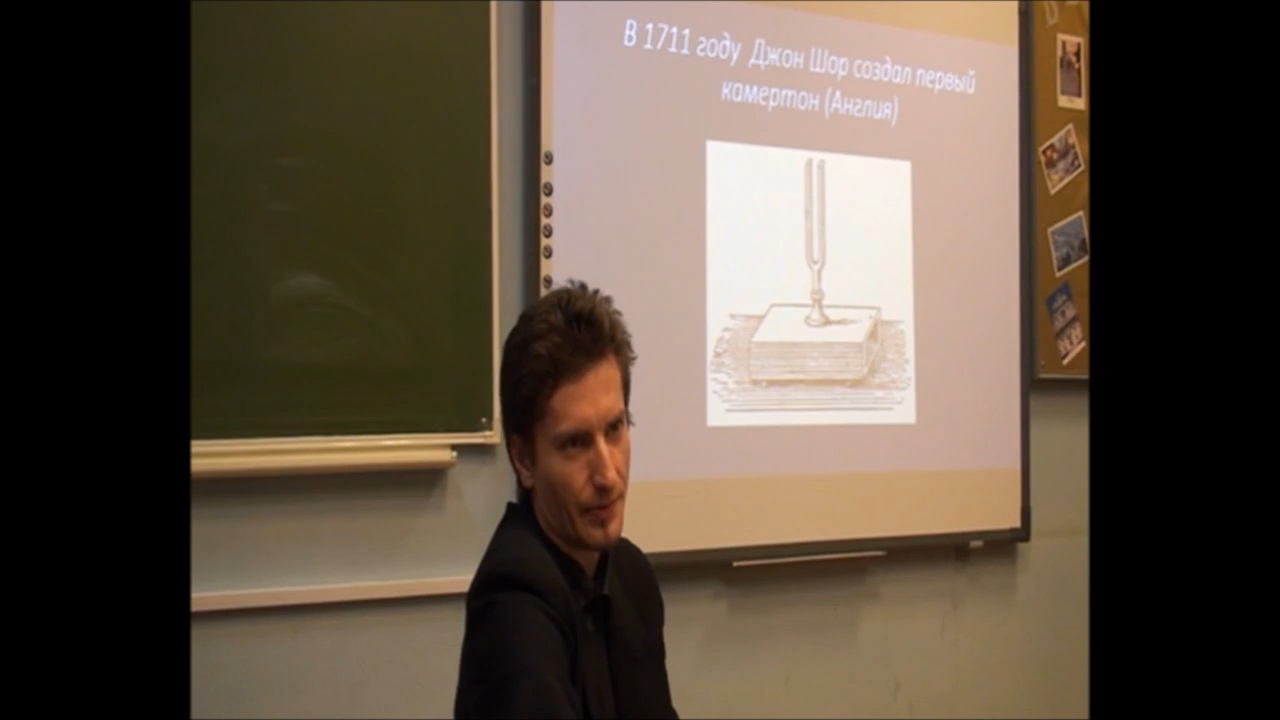 В 1711 году Джон Шор создал первый
камертон (Англия)